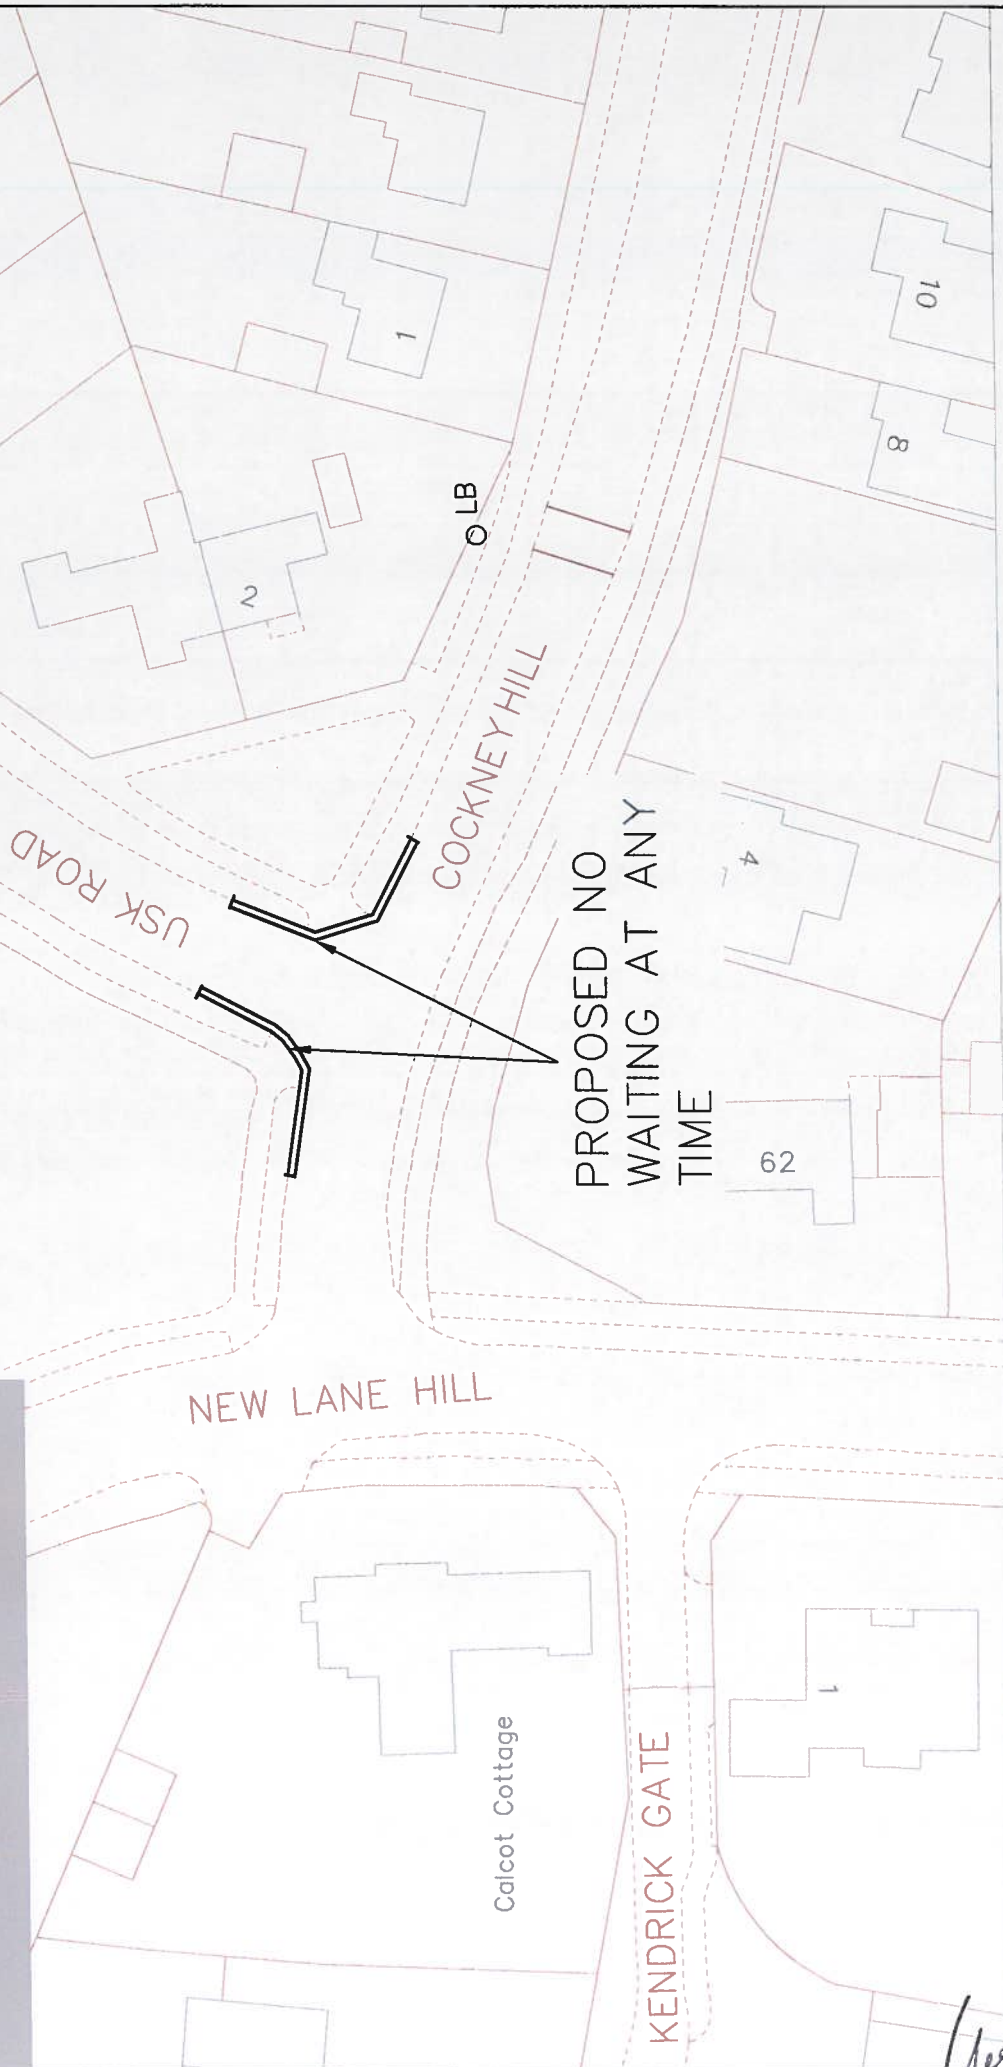 10
1
8
LB
2
COCKNEY HILL
USK ROAD
4
PROPOSED NO
WAITING AT ANY
TIME
62
NEW LANE HILL
Calcot Cottage
1
KENDRICK GATE